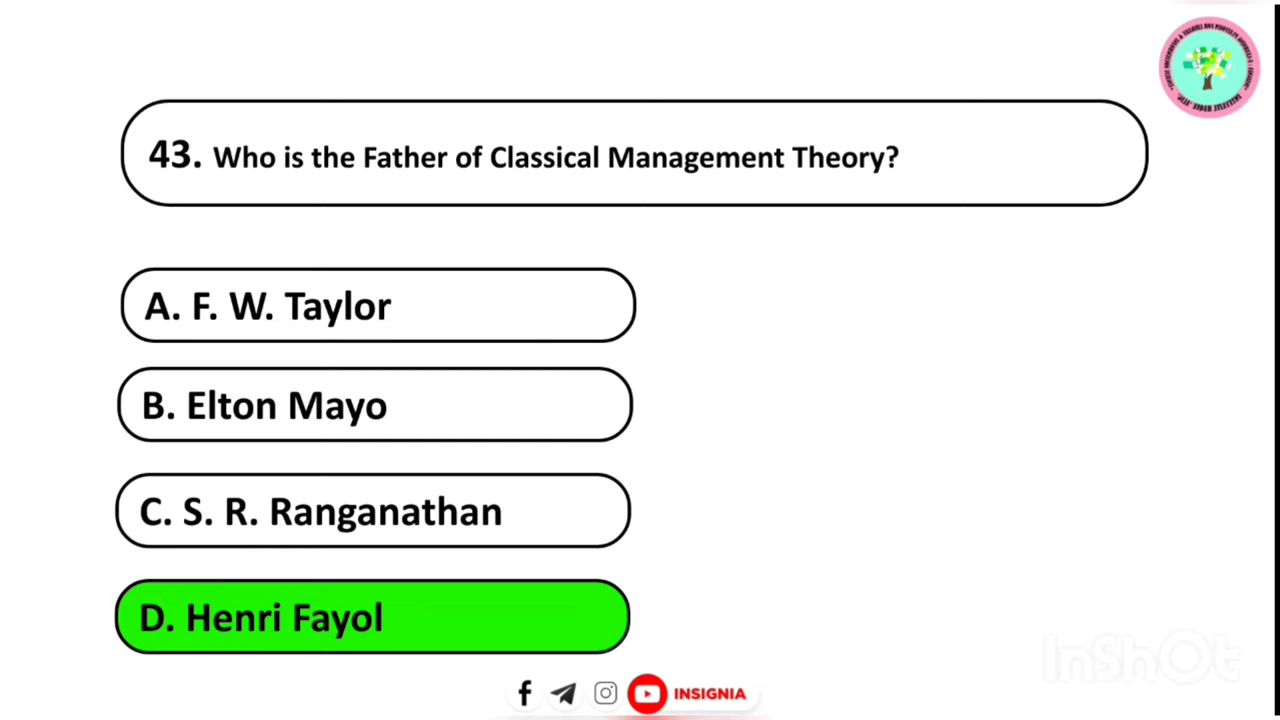 43. Who is the Father of Classical Management Theory?
A. F. W. Taylor
B. Elton Mayo
C. S. R. Ranganathan
D. Henri Fayol
InShOt
INSIGNIA